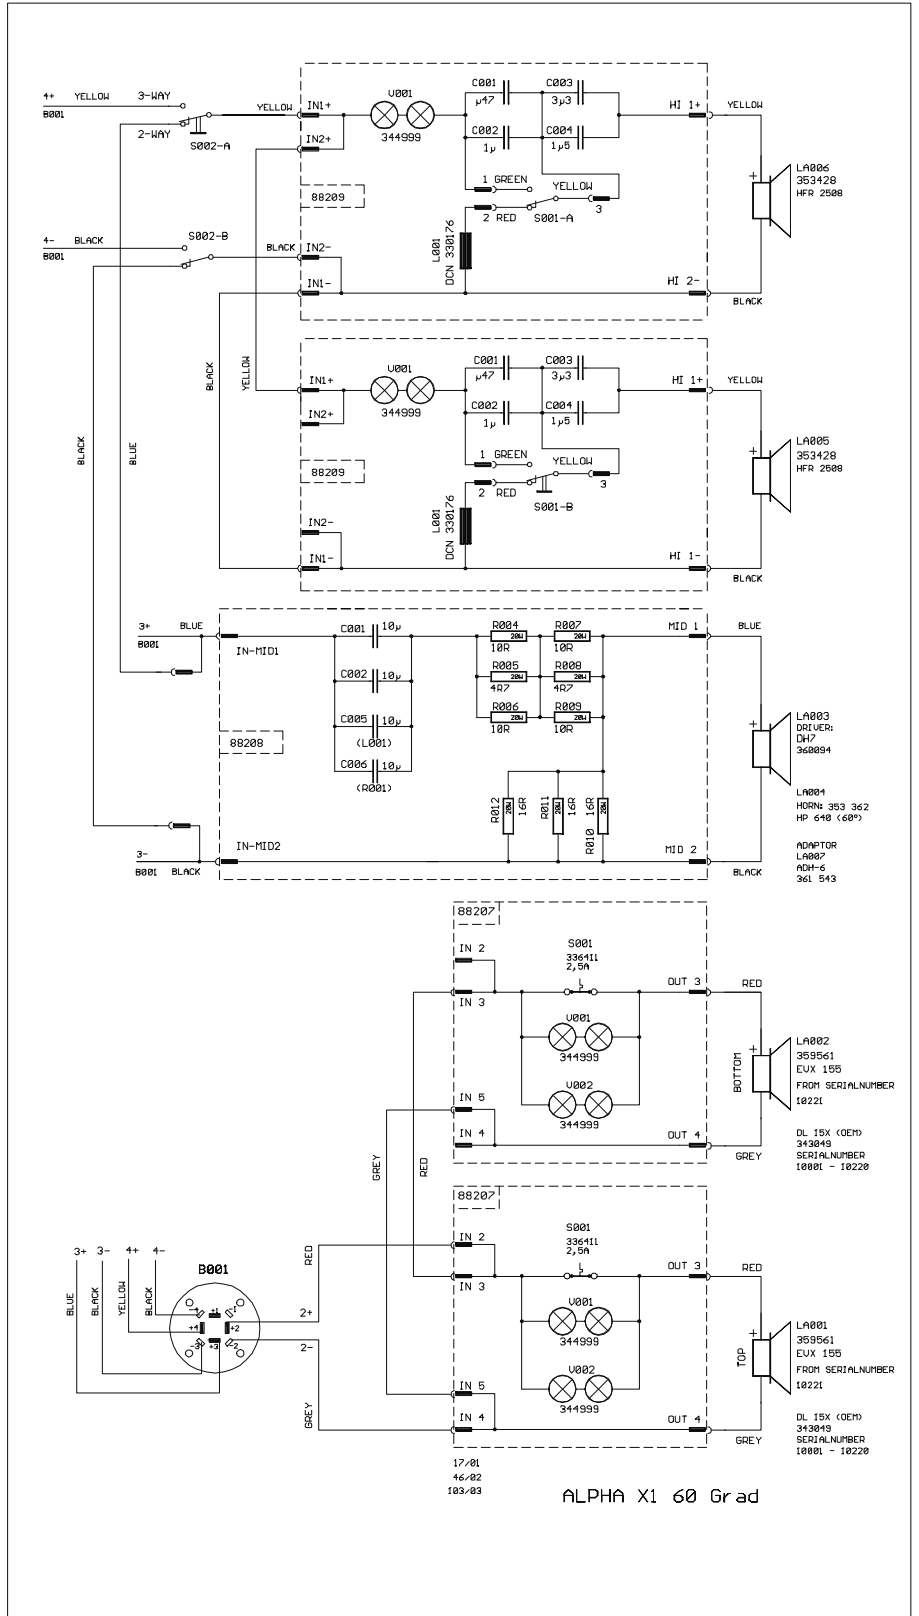 4+ YELLOW 3-WAY
B001
2-WAY
S002-A
YELLOW
IN1+
IN2+
V001
344999
C001
µ47
C003
3µ3
C002
1µ
C004
1µ5
HI 1+
YELLOW
88209
1 GREEN
YELLOW
2 RED
S001-A
3
LA006
353428
HFR 2508
4- BLACK
B001
S002-B
BLACK
IN2-
IN1-
L001
DCN 330176
HI 2-
BLACK
BLACK
YELLOW
BLACK
BLUE
IN1+
IN2+
V001
344999
C001
µ47
C003
3µ3
C002
1µ
C004
1µ5
HI 1+
YELLOW
88209
1 GREEN
YELLOW
2 RED
S001-B
3
LA005
353428
HFR 2508
IN2-
IN1-
L001
DCN 330176
HI 1-
BLACK
3+ BLUE
B001
IN-MID1
C001 10µ
C002 10µ
C005 10µ
(L001)
C006 10µ
(R001)
R004
20W
10R
R007
20W
10R
R005
20W
4R7
R008
20W
4R7
R006
20W
10R
R009
20W
10R
MID 1
BLUE
88208
R012
20W
16R
R011
20W
16R
R010
20W
16R
LA003
DRIVER:
DH7
360094
LA004
HORN: 353 362
HP 640 (60°)
ADAPTOR
LA007
ADH-6
361 543
3-
B001
BLACK
IN-MID2
MID 2
BLACK
88207
IN 2
IN 3
S001
336411
2,5A
OUT 3
RED
V001
344999
V002
344999
BOTTOM
LA002
359561
EVX 155
FROM SERIALNUMBER
10221
IN 5
IN 4
OUT 4
GREY
DL 15X (OEM)
343049
SERIALNUMBER
10001 - 10220
GREY
RED
88207
IN 2
IN 3
S001
336411
2,5A
OUT 3
RED
V001
344999
V002
344999
TOP
LA001
359561
EVX 155
FROM SERIALNUMBER
10221
IN 5
IN 4
OUT 4
GREY
DL 15X (OEM)
343049
SERIALNUMBER
10001 - 10220
3+ 3- 4+ 4-
BLUE
BLACK
YELLOW
BLACK
B001
-4 +1 -1
+4 +2
-3 +3 -2
2+
2-
RED
GREY
17/01
46/02
103/03
ALPHA X1 60 Grad